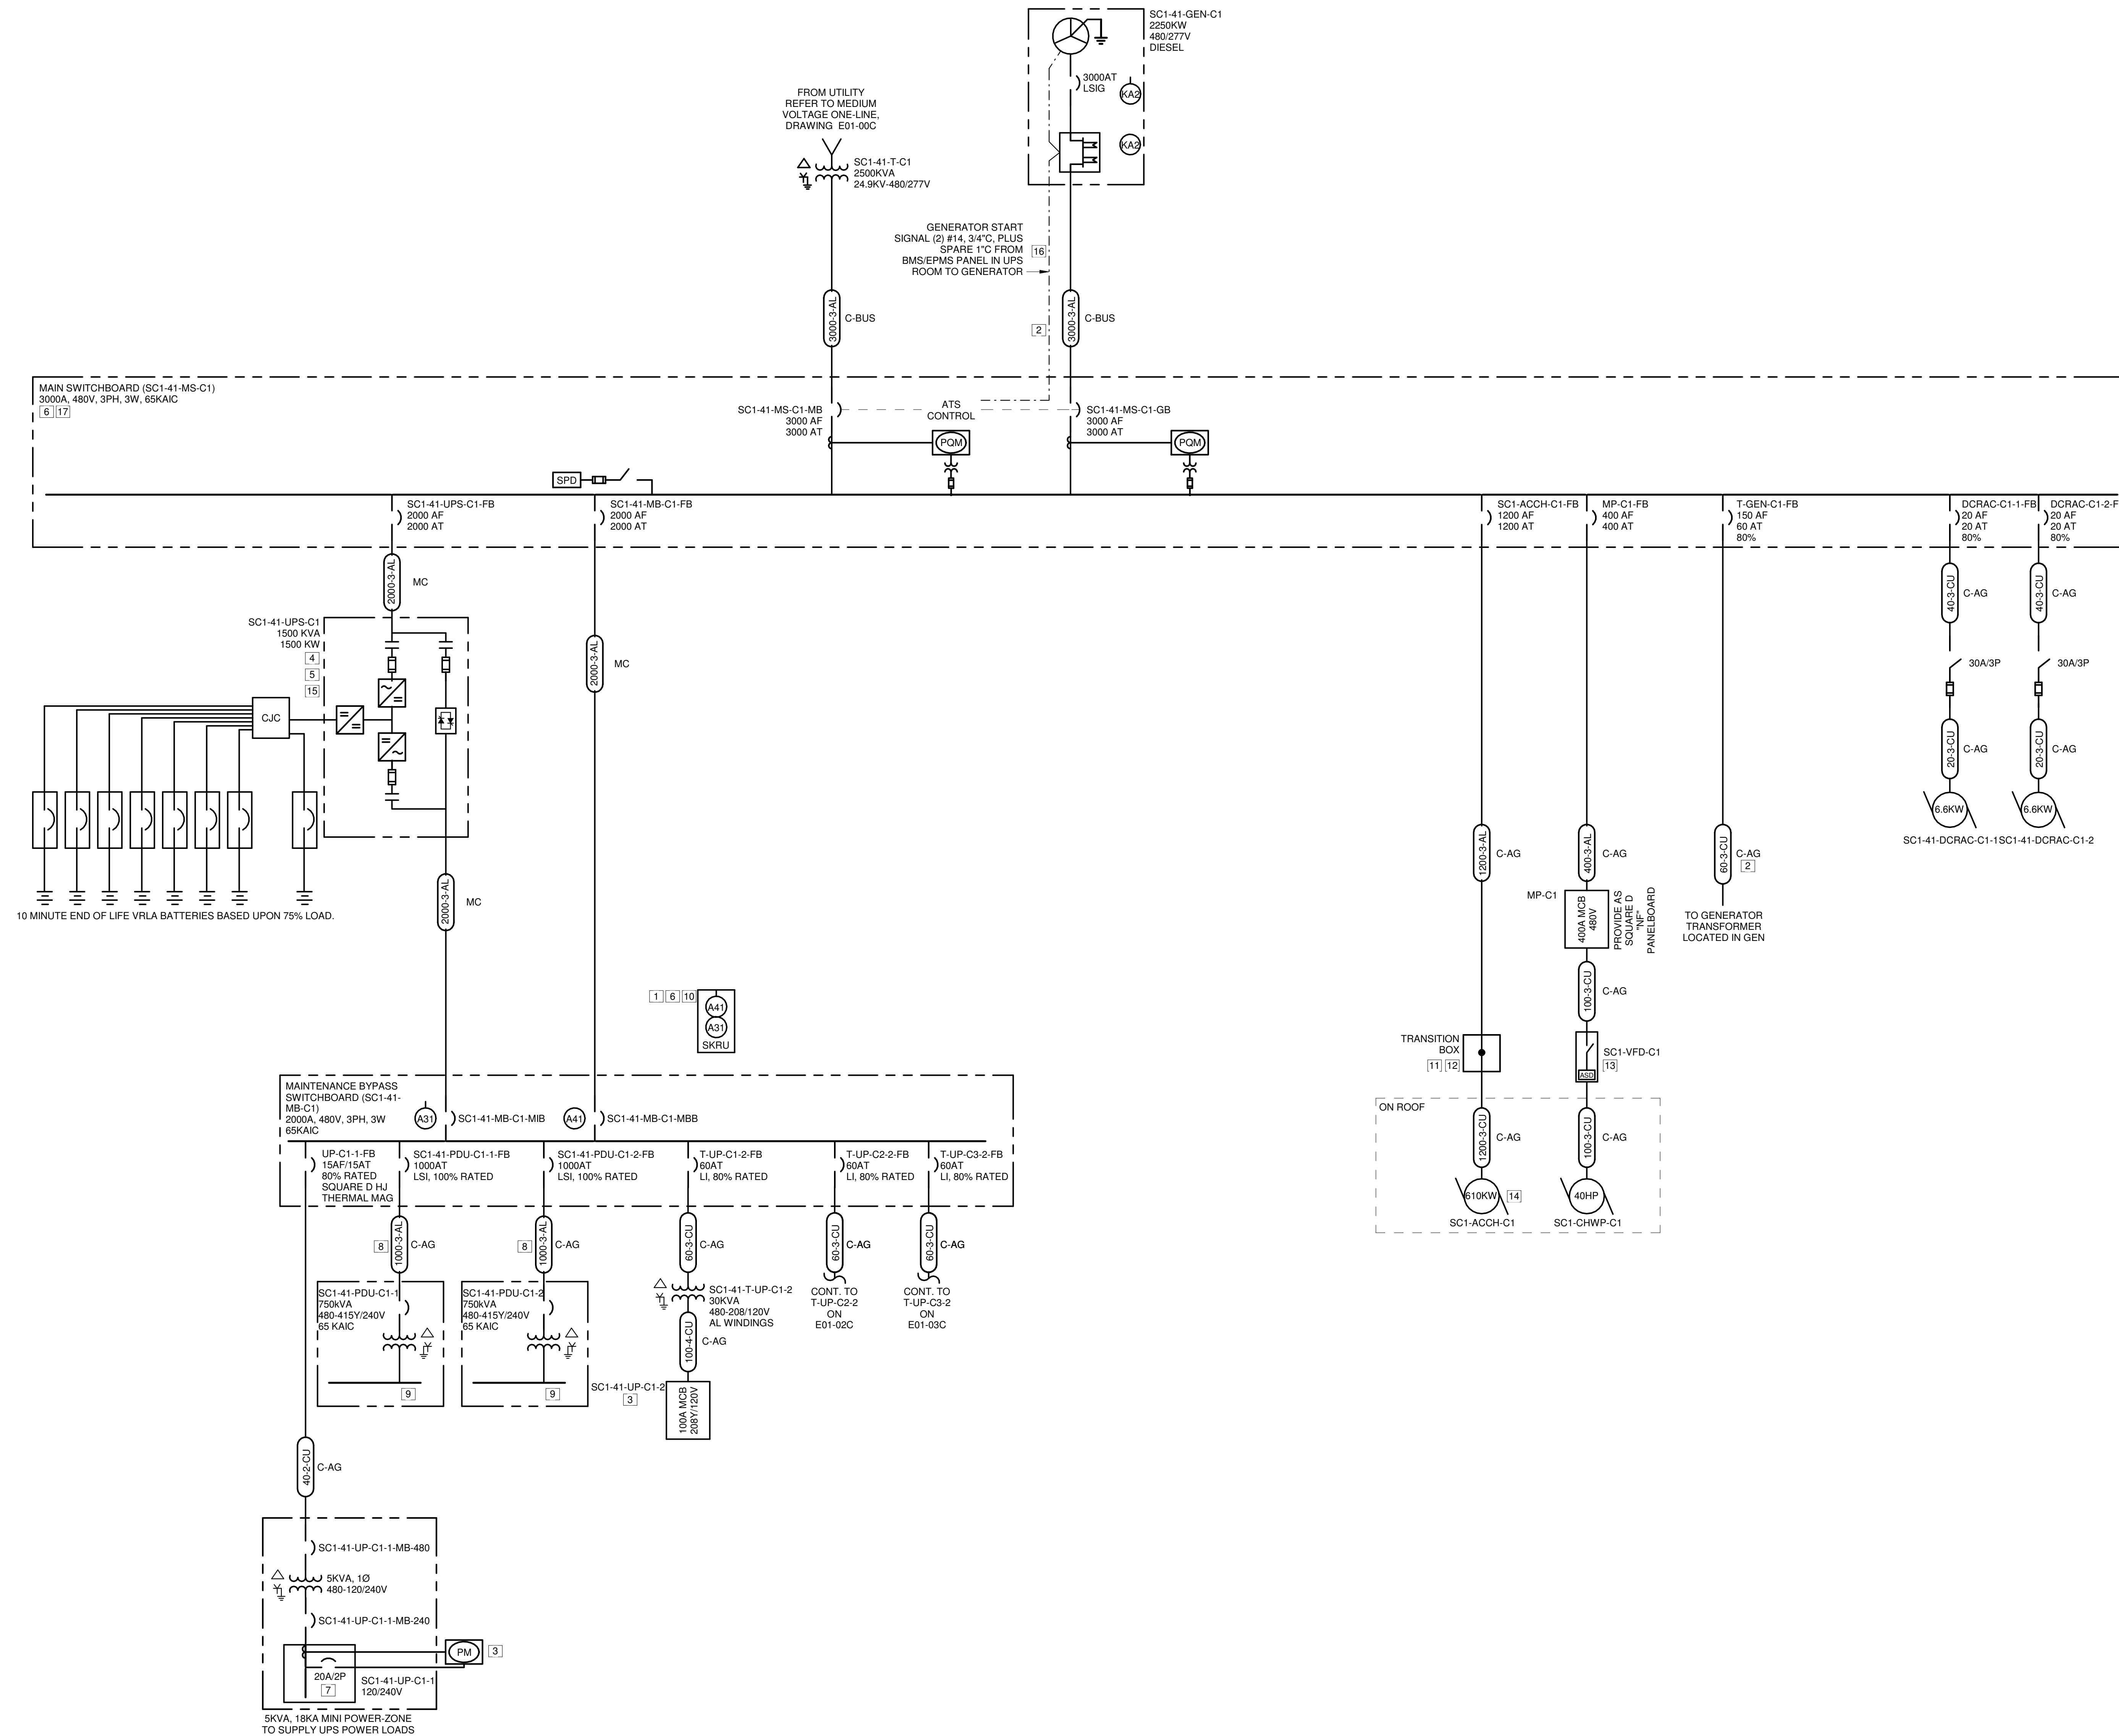 SC1-41-GEN-C1
2250KW
480/277V
DIESEL
3000AT
LSIG
KA2
KA2
FROM UTILITY
REFER TO MEDIUM
VOLTAGE ONE-LINE,
DRAWING E01-00C
SC1-41-T-C1
2500KVA
24.9KV-480/277V
GENERATOR START
SIGNAL (2) #14, 3/4"C, PLUS
SPARE 1"C FROM
BMS/EPMS PANEL IN UPS
ROOM TO GENERATOR
16
3000-3-AL
C-BUS
2
3000-3-AL
C-BUS
MAIN SWITCHBOARD (SC1-41-MS-C1)
3000A, 480V, 3PH, 3W, 65KAIC
6 17
SC1-41-MS-C1-MB
3000 AF
3000 AT
ATS
CONTROL
SC1-41-MS-C1-GB
3000 AF
3000 AT
PQM
PQM
SPD
SC1-41-UPS-C1-FB
2000 AF
2000 AT
SC1-41-MB-C1-FB
2000 AF
2000 AT
SC1-ACCH-C1-FB
1200 AF
1200 AT
MP-C1-FB
400 AF
400 AT
T-GEN-C1-FB
150 AF
60 AT
80%
DCRAC-C1-1-FB
20 AF
20 AT
80%
DCRAC-C1-2-F
20 AF
20 AT
80%
2000-3-AL
MC
2000-3-AL
MC
40-3-CU
C-AG
40-3-CU
C-AG
30A/3P
30A/3P
20-3-CU
C-AG
20-3-CU
C-AG
6.6KW
6.6KW
SC1-41-DCRAC-C1-1
SC1-41-DCRAC-C1-2
SC1-41-UPS-C1
1500 KVA
1500 KW
4
5
15
CJC
10 MINUTE END OF LIFE VRLA BATTERIES BASED UPON 75% LOAD.
2000-3-AL
MC
1200-3-AL
C-AG
400-3-AL
C-AG
60-3-CU
C-AG
2
MP-C1
400A MCB
480V
PROVIDE AS
SQUARE D
"NF"
PANELBOARD
TO GENERATOR
TRANSFORMER
LOCATED IN GEN
100-3-CU
C-AG
1 6 10
A41
A31
SKRU
TRANSITION
BOX
11 12
SC1-VFD-C1
13
ASD
ON ROOF
1200-3-CU
C-AG
100-3-CU
C-AG
610KW
14
40HP
SC1-ACCH-C1
SC1-CHWP-C1
MAINTENANCE BYPASS
SWITCHBOARD (SC1-41-
MB-C1)
2000A, 480V, 3PH, 3W
65KAIC
A31
SC1-41-MB-C1-MIB
A41
SC1-41-MB-C1-MBB
UP-C1-1-FB
15AF/15AT
80% RATED
SQUARE D HJ
THERMAL MAG
SC1-41-PDU-C1-1-FB
1000AT
LSI, 100% RATED
SC1-41-PDU-C1-2-FB
1000AT
LSI, 100% RATED
T-UP-C1-2-FB
60AT
LI, 80% RATED
T-UP-C2-2-FB
60AT
LI, 80% RATED
T-UP-C3-2-FB
60AT
LI, 80% RATED
8
1000-3-AL
C-AG
8
1000-3-AL
C-AG
60-3-CU
C-AG
60-3-CU
C-AG
60-3-CU
C-AG
SC1-41-PDU-C1-1
750kVA
480-415Y/240V
65 KAIC
9
SC1-41-PDU-C1-2
750kVA
480-415Y/240V
65 KAIC
9
SC1-41-T-UP-C1-2
30KVA
480-208/120V
AL WINDINGS
100-4-CU
C-AG
CONT. TO
T-UP-C2-2
ON
E01-02C
CONT. TO
T-UP-C3-2
ON
E01-03C
SC1-41-UP-C1-2
3
100A MCB
208Y/120V
40-2-CU
C-AG
SC1-41-UP-C1-1-MB-480
5KVA, 1Ø
480-120/240V
SC1-41-UP-C1-1-MB-240
PM
3
20A/2P
7
SC1-41-UP-C1-1
120/240V
5KVA, 18KA MINI POWER-ZONE
TO SUPPLY UPS POWER LOADS